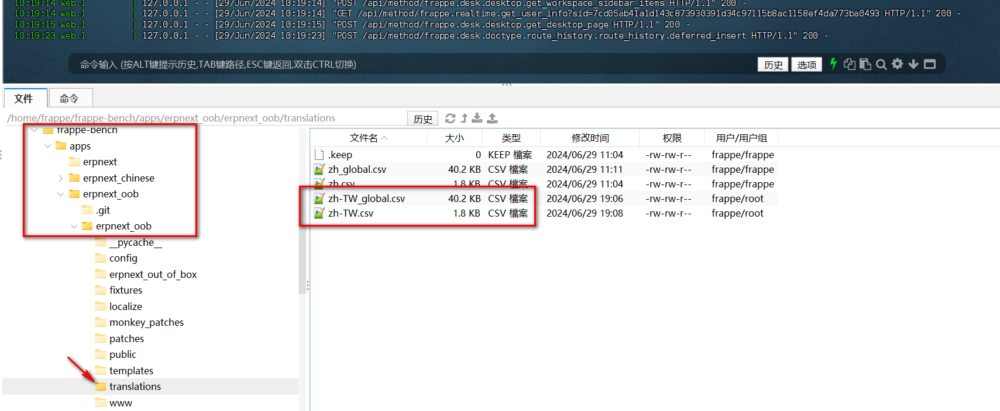 10:19:14 web.1 | 127.0.0.1 - - [29/Jun/2024 10:19:14] "POST /api/method/frappe.desk.desktop.get_workspace_sidebar_items HTTP/1.1" 200 -
10:19:14 web.1 | 127.0.0.1 - - [29/Jun/2024 10:19:14] "GET /api/method/frappe.realtime.get_user_info?sid=7cd05ab41a1d143c873930391d34c97115b8ac1158ef4da773ba0493 HTTP/1.1" 200 -
10:19:15 web.1 | 127.0.0.1 - - [29/Jun/2024 10:19:15] "POST /api/method/frappe.desk.desktop.get_desktop_page HTTP/1.1" 200 -
10:19:23 web.1 | 127.0.0.1 - - [29/Jun/2024 10:19:23] "POST /api/method/frappe.desk.doctype.route_history.route_history.deferred_insert HTTP/1.1" 200 -
命令输入 (按ALT键提示历史,TAB键路径,ESC键返回,双击CTRL切换) 历史 选项
文件 命令
/home/frappe/frappe-bench/apps/erpnext_oob/erpnext_oob/translations 历史
frappe-bench
apps
erpnext
erpnext_chinese
erpnext_oob
.git
erpnext_oob
__pycache__
config
erpnext_out_of_box
fixtures
localize
monkey_patches
patches
public
templates
translations
www
文件名 大小 类型 修改时间 权限 用户/用户组
.keep 0 KEEP 檔案 2024/06/29 11:04 -rw-rw-r-- frappe/frappe
zh_global.csv 40.2 KB CSV 檔案 2024/06/29 11:11 -rw-rw-r-- frappe/frappe
zh.csv 1.8 KB CSV 檔案 2024/06/29 11:04 -rw-rw-r-- frappe/frappe
zh-TW_global.csv 40.2 KB CSV 檔案 2024/06/29 19:06 -rw-rw-r-- frappe/root
zh-TW.csv 1.8 KB CSV 檔案 2024/06/29 19:08 -rw-rw-r-- frappe/root